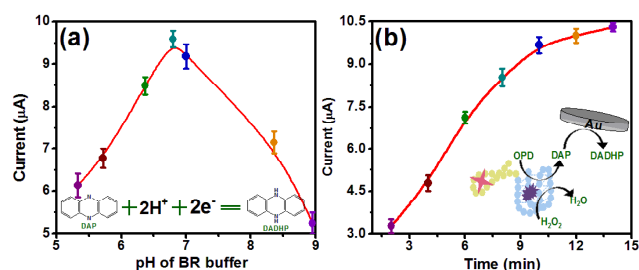 (a)
Current (μA)
11
10
9
8
7
6
5
5
6
7
8
9
pH of BR buffer
N
N
DAP
+ 2H⁺ + 2e⁻ =
H
N
N
H
DADHP
(b)
Current (μA)
10.5
9.0
7.5
6.0
4.5
3.0
3
6
9
12
15
Time (min)
Au
OPD
DAP
DADHP
H₂O
H₂O₂